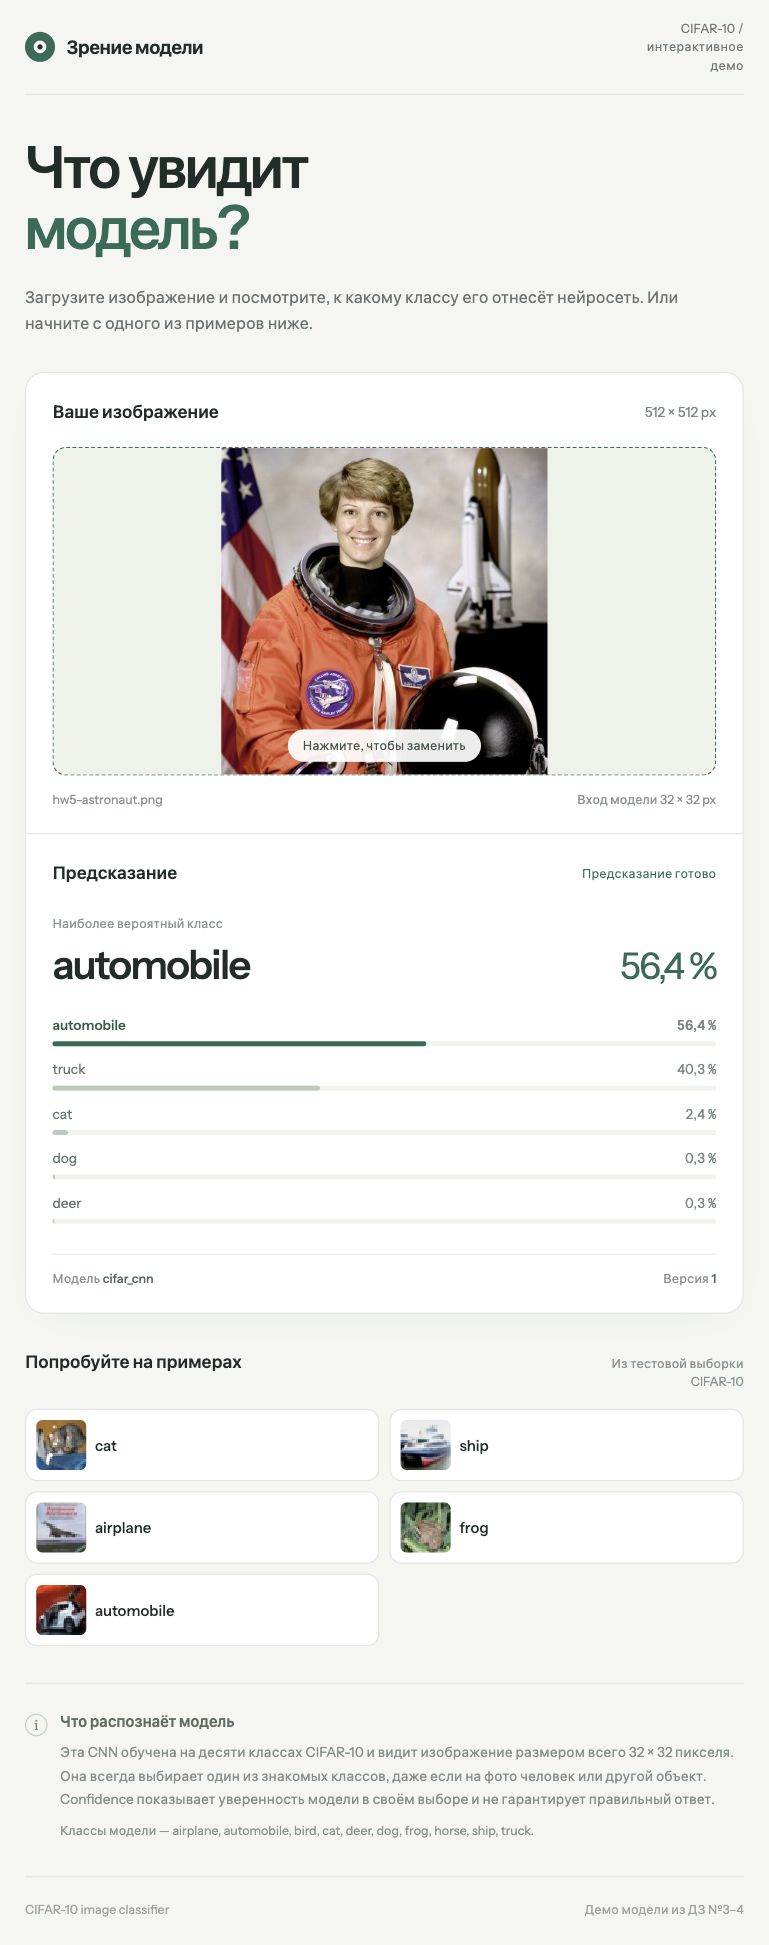 Зрение модели
CIFAR-10 /
интерактивное
демо
Что увидит
модель?
Загрузите изображение и посмотрите, к какому классу его отнесёт нейросеть. Или
начните с одного из примеров ниже.
Ваше изображение
512 × 512 px
Нажмите, чтобы заменить
hw5-astronaut.png
Вход модели 32 × 32 px
Предсказание
Предсказание готово
Наиболее вероятный класс
automobile
56,4 %
automobile
56,4 %
truck
40,3 %
cat
2,4 %
dog
0,3 %
deer
0,3 %
Модель cifar_cnn
Версия 1
Попробуйте на примерах
Из тестовой выборки
CIFAR-10
cat
ship
airplane
frog
automobile
i
Что распознаёт модель
Эта CNN обучена на десяти классах CIFAR-10 и видит изображение размером всего 32 × 32 пикселя.
Она всегда выбирает один из знакомых классов, даже если на фото человек или другой объект.
Confidence показывает уверенность модели в своём выборе и не гарантирует правильный ответ.
Классы модели — airplane, automobile, bird, cat, deer, dog, frog, horse, ship, truck.
CIFAR-10 image classifier
Демо модели из ДЗ №3–4